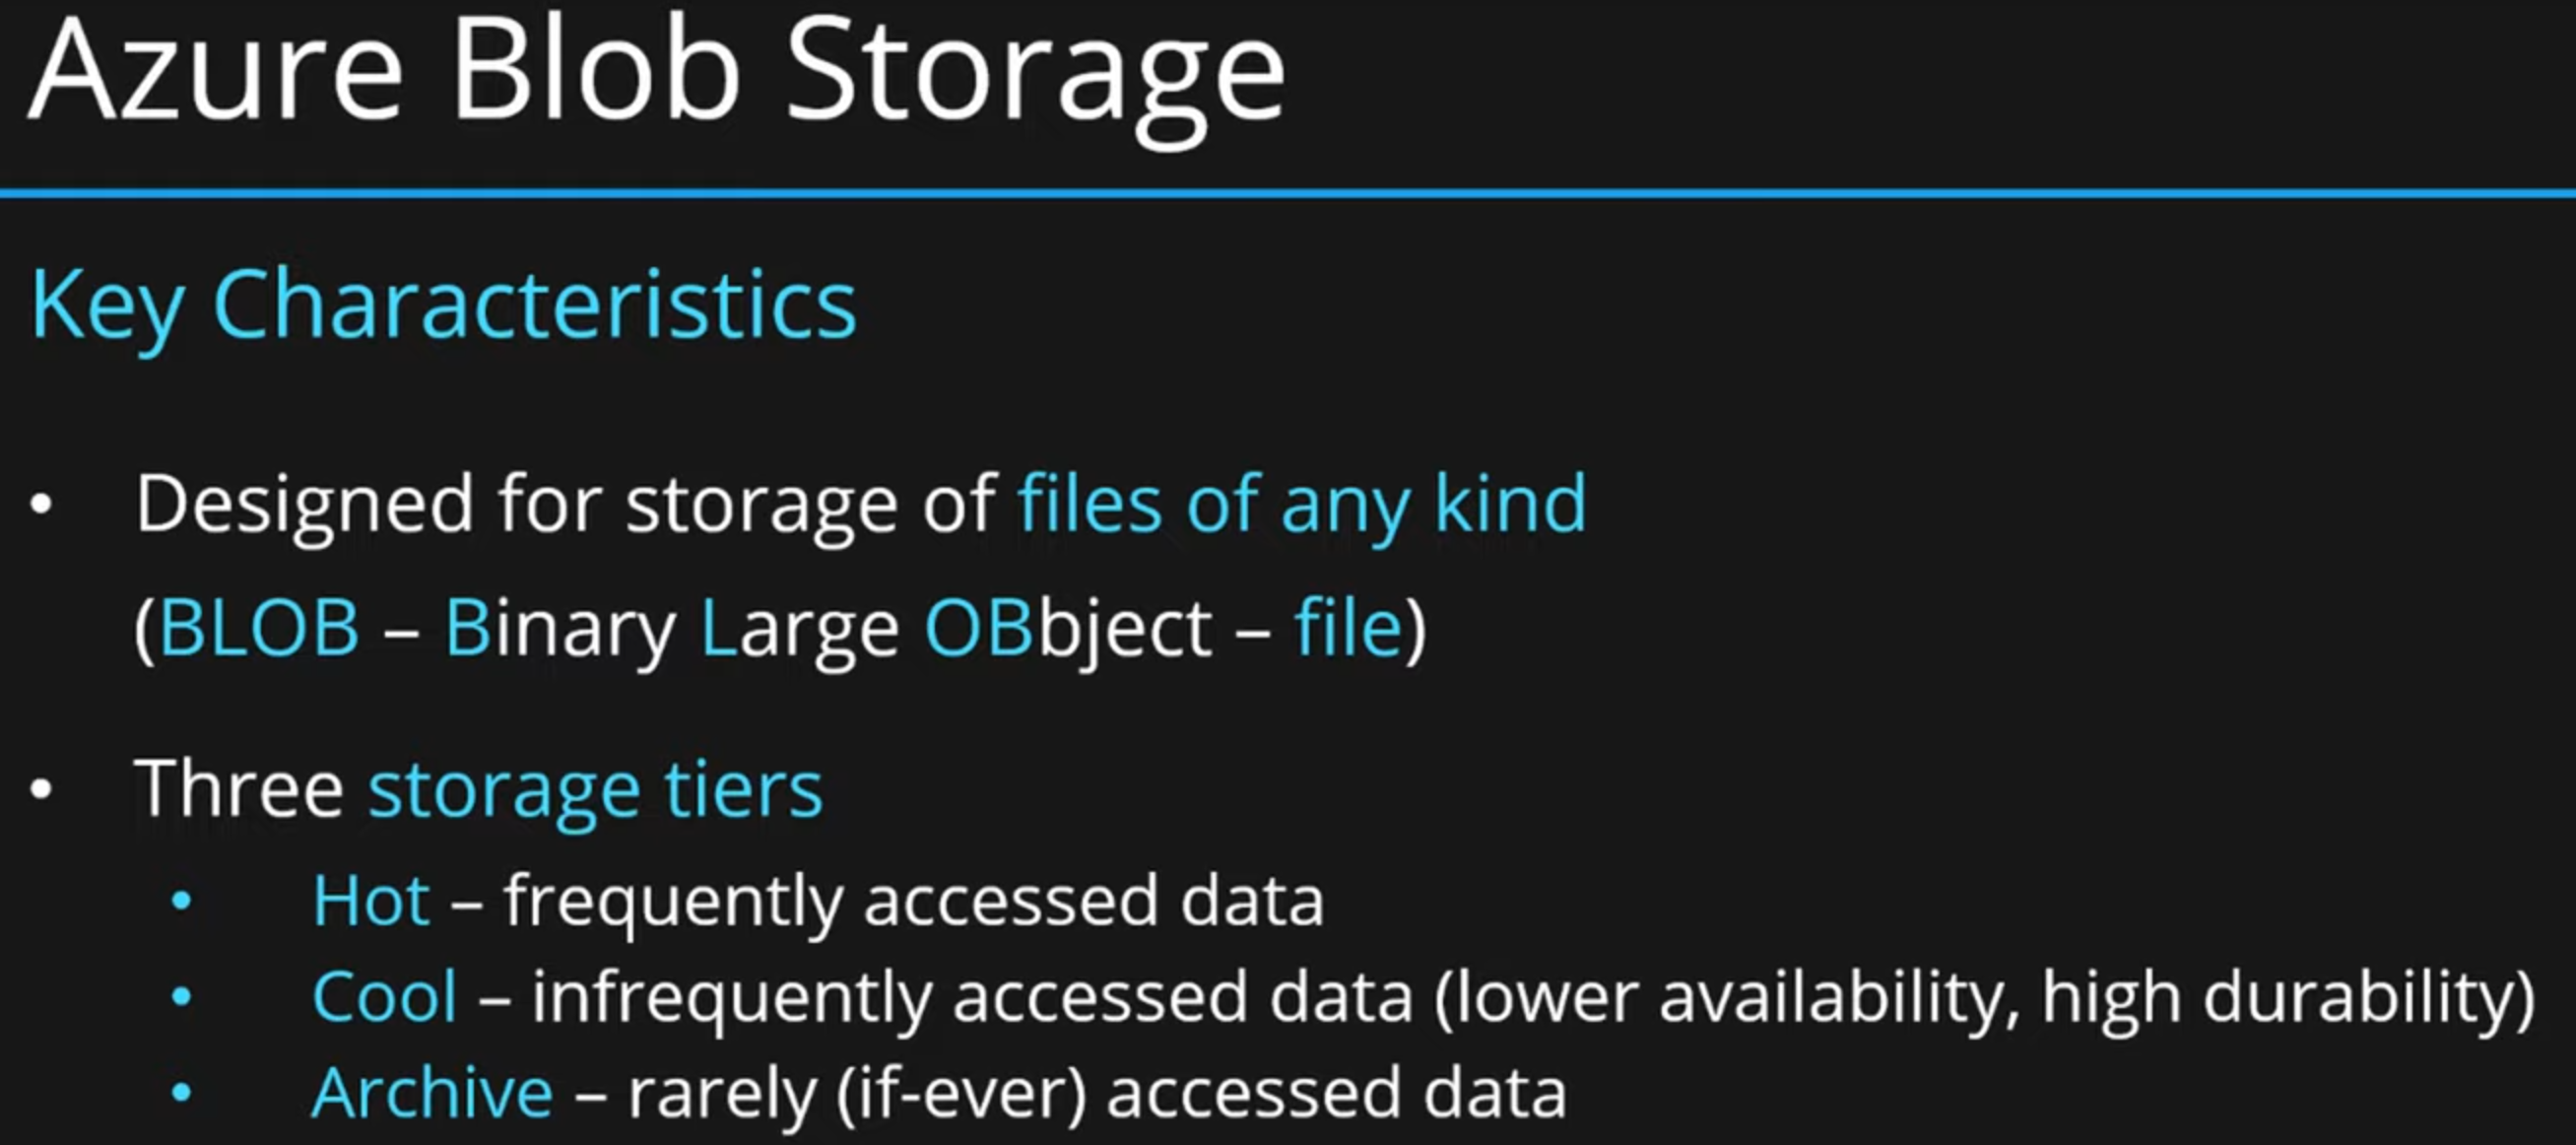 Azure Blob Storage
Key Characteristics
• Designed for storage of files of any kind
(BLOB – Binary Large OBbject – file)
• Three storage tiers
• Hot – frequently accessed data
• Cool – infrequently accessed data (lower availability, high durability)
• Archive – rarely (if-ever) accessed data